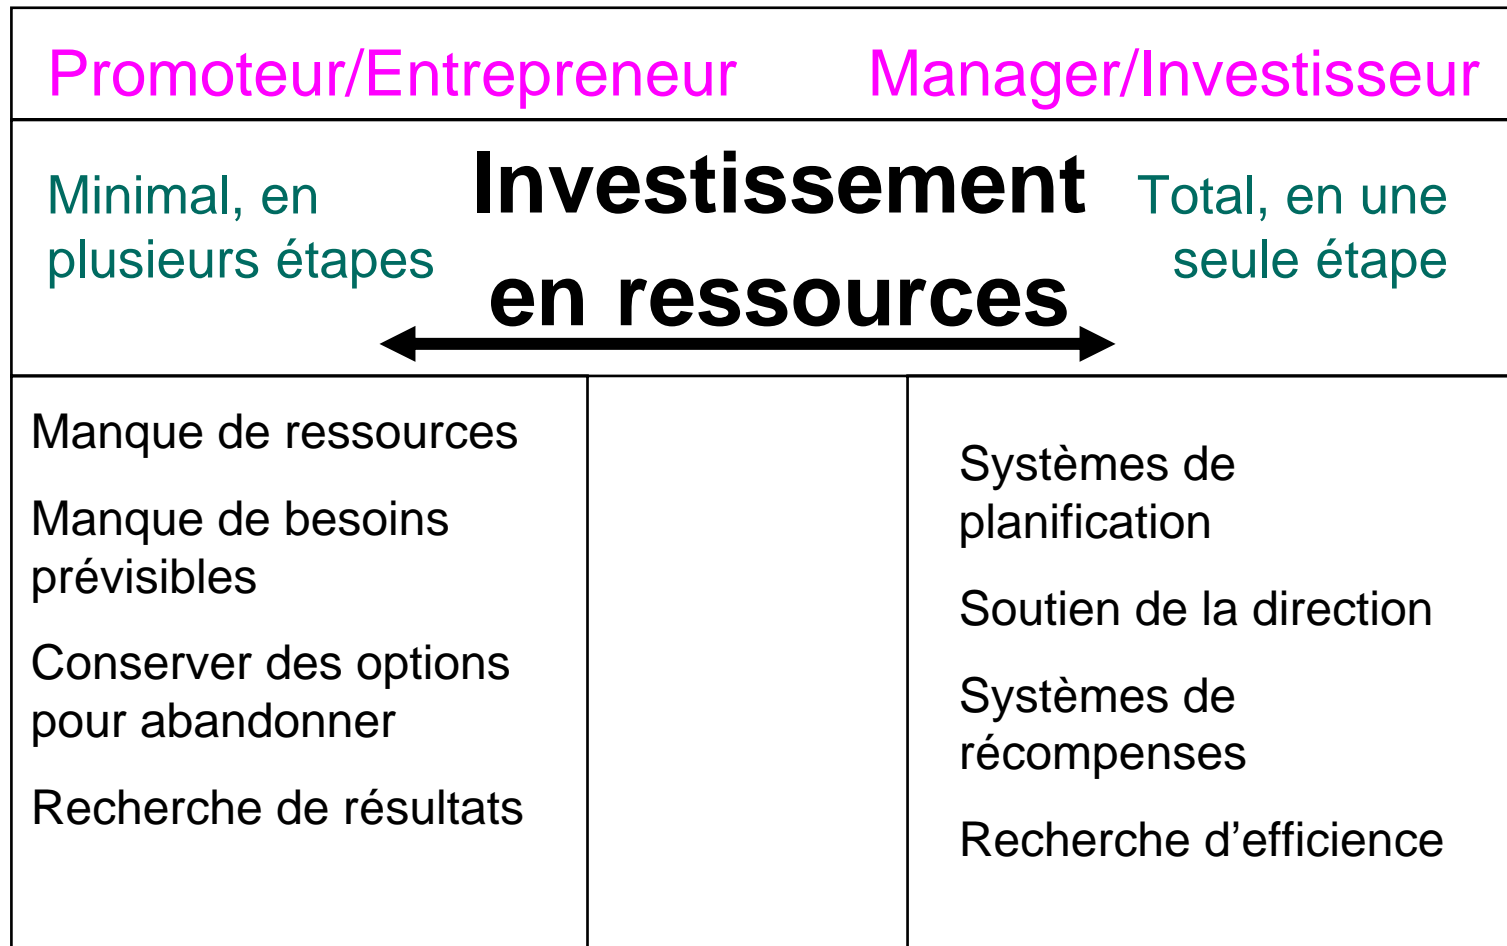 Promoteur/Entrepreneur
Manager/Investisseur
Minimal, en
plusieurs étapes
Investissement
en ressources
Total, en une
seule étape
Manque de ressources
Manque de besoins
prévisibles
Conserver des options
pour abandonner
Recherche de résultats
Systèmes de
planification
Soutien de la direction
Systèmes de
récompenses
Recherche d’efficience